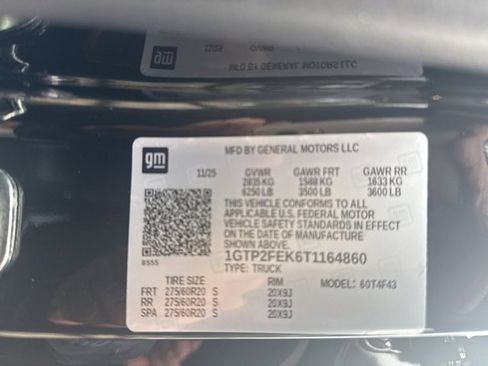 gm
MFD BY GENERAL MOTORS LLC
11/25 GVWR GAWR FRT GAWR RR
2835 KG 1588 KG 1633 KG
6250 LB 3500 LB 3600 LB
THIS VEHICLE CONFORMS TO ALL
APPLICABLE U.S. FEDERAL MOTOR
VEHICLE SAFETY STANDARDS IN EFFECT
ON THE DATE OF MANUFACTURE SHOWN ABOVE
1GTP2FEK6T1164860
8555 TYPE: TRUCK
TIRE SIZE RIM MODEL: 60T4F43
FRT 275/60R20 S 20X9J
RR 275/60R20 S 20X9J
SPA 275/60R20 S 20X9J